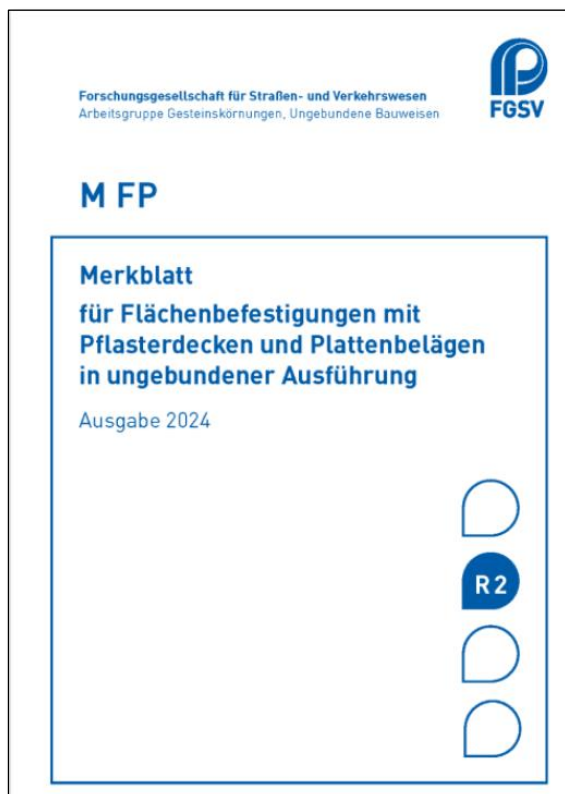 Forschungsgesellschaft für Straßen- und Verkehrswesen
Arbeitsgruppe Gesteinskörnungen, Ungebundene Bauweisen
FGSV
M FP
Merkblatt
für Flächenbefestigungen mit
Pflasterdecken und Plattenbelägen
in ungebundener Ausführung
Ausgabe 2024
R 2